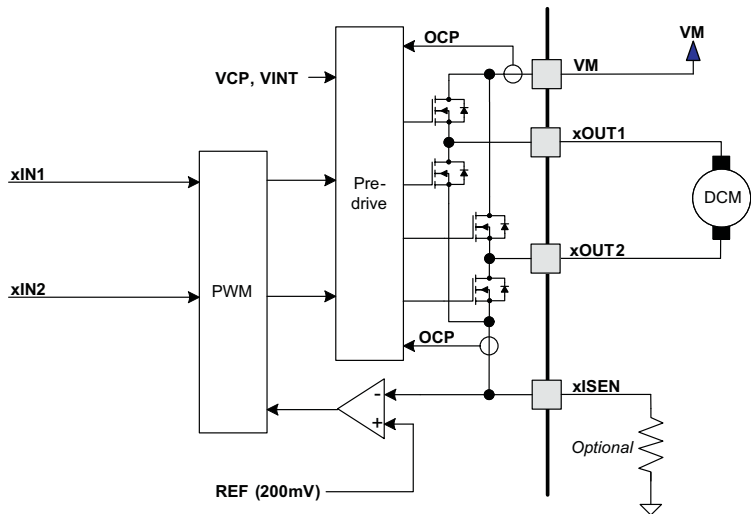 OCP
VM
VM
VCP, VINT
xOUT1
xIN1
Pre-
drive
DCM
xOUT2
xIN2
PWM
OCP
xISEN
-
+
Optional
REF (200mV)